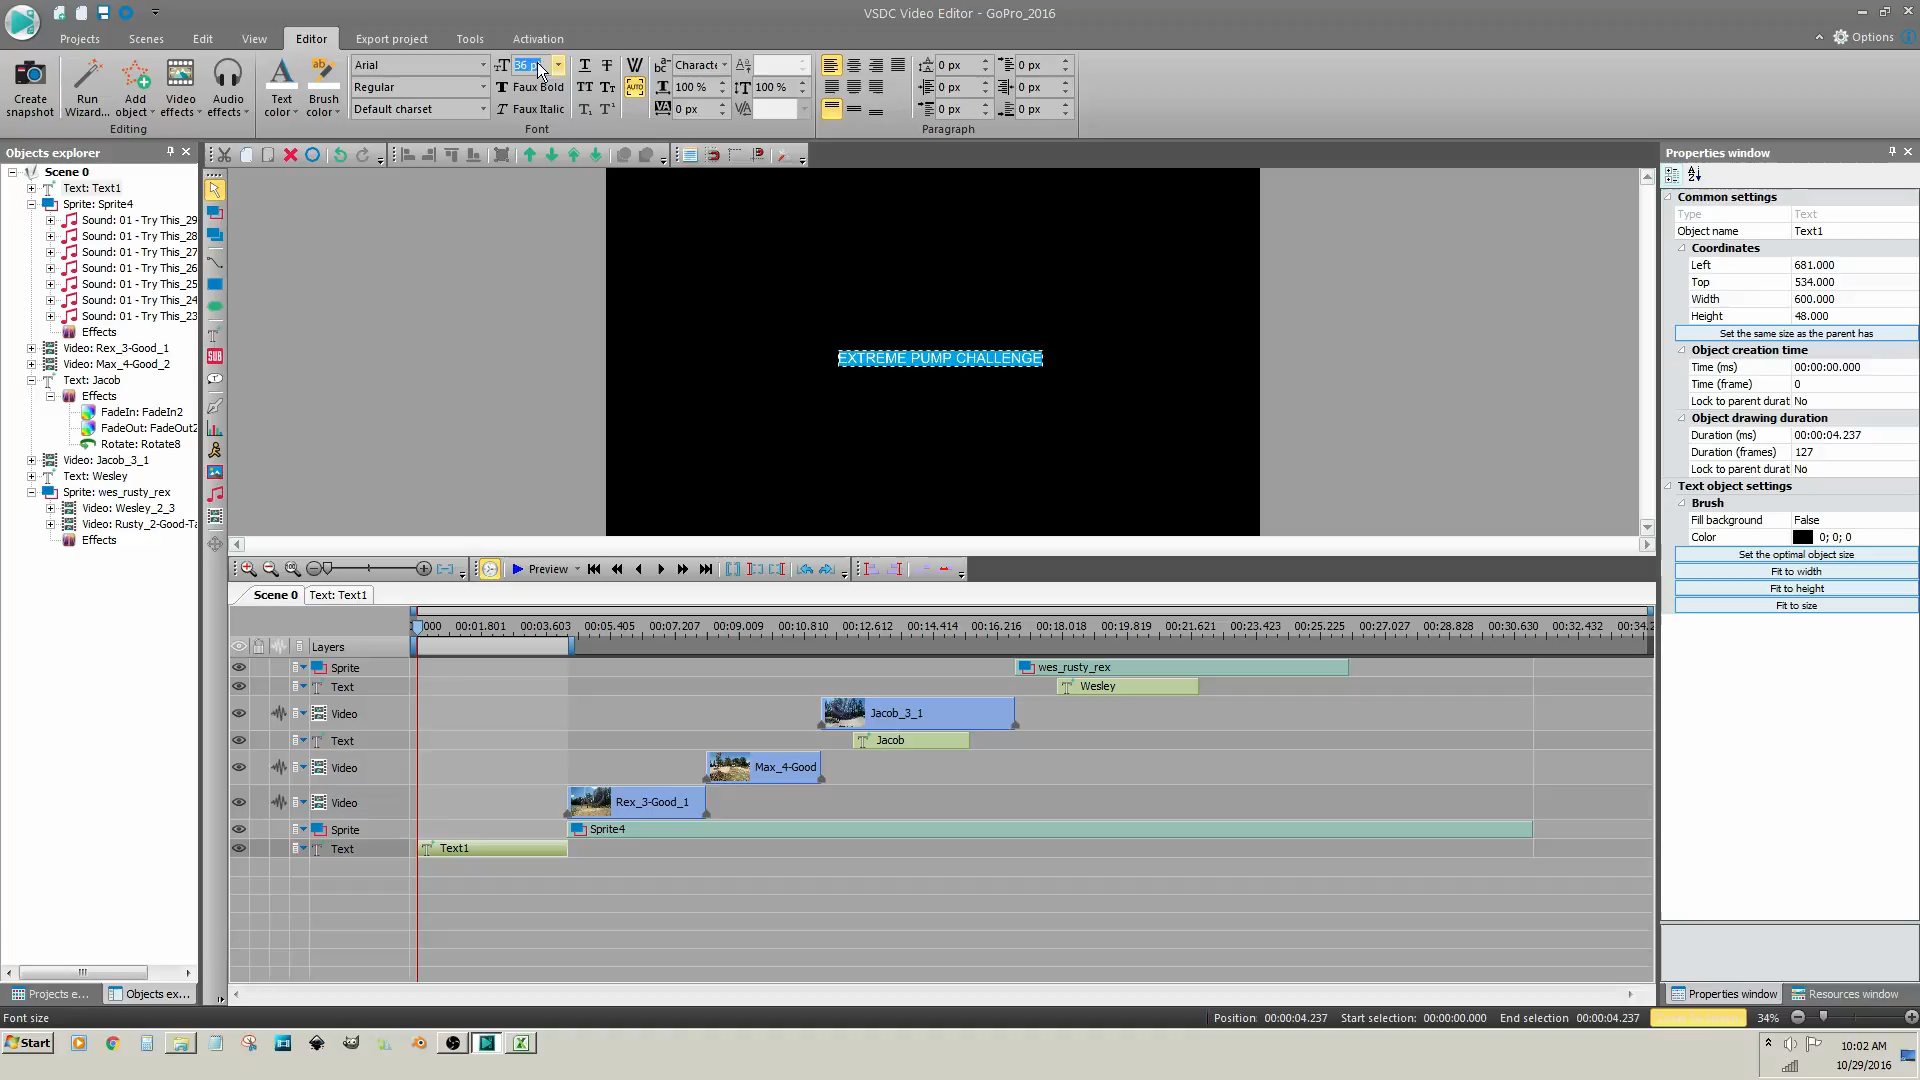 VSDC Video Editor - GoPro_2016
Projects
Scenes
Edit
View
Editor
Export project
Tools
Activation
Options
Create snapshot
Run Wizard...
Add object
Video effects
Audio effects
Editing
Text color
Brush color
Arial
Regular
Default charset
36
Faux Bold
Faux Italic
Font
Charact
100 %
100 %
0 px
0 px
0 px
0 px
0 px
0 px
0 px
Paragraph
Objects explorer
Scene 0
Text: Text1
Sprite: Sprite4
Sound: 01 - Try This_29
Sound: 01 - Try This_28
Sound: 01 - Try This_27
Sound: 01 - Try This_26
Sound: 01 - Try This_25
Sound: 01 - Try This_24
Sound: 01 - Try This_23
Effects
Video: Rex_3-Good_1
Video: Max_4-Good_2
Text: Jacob
Effects
FadeIn: FadeIn2
FadeOut: FadeOut2
Rotate: Rotate8
Video: Jacob_3_1
Text: Wesley
Sprite: wes_rusty_rex
Video: Wesley_2_3
Video: Rusty_2-Good-Ta
Effects
Projects e...
Objects ex...
SUB
EXTREME PUMP CHALLENGE
Preview
Scene 0
Text: Text1
000 00:01.801 00:03.603 00:05.405 00:07.207 00:09.009 00:10.810 00:12.612 00:14.414 00:16.216 00:18.018 00:19.819 00:21.621 00:23.423 00:25.225 00:27.027 00:28.828 00:30.630 00:32.432 00:34.2
Layers
Sprite wes_rusty_rex
Text Wesley
Video Jacob_3_1
Text Jacob
Video Max_4-Good
Video Rex_3-Good_1
Sprite Sprite4
Text Text1
Properties window
Common settings
Type Text
Object name Text1
Coordinates
Left 681.000
Top 534.000
Width 600.000
Height 48.000
Set the same size as the parent has
Object creation time
Time (ms) 00:00:00.000
Time (frame) 0
Lock to parent durat No
Object drawing duration
Duration (ms) 00:00:04.237
Duration (frames) 127
Lock to parent durat No
Text object settings
Brush
Fill background False
Color 0; 0; 0
Set the optimal object size
Fit to width
Fit to height
Fit to size
Properties window
Resources window
Font size
Position: 00:00:04.237 Start selection: 00:00:00.000 End selection 00:00:04.237
34%
Start
10:02 AM
10/29/2016